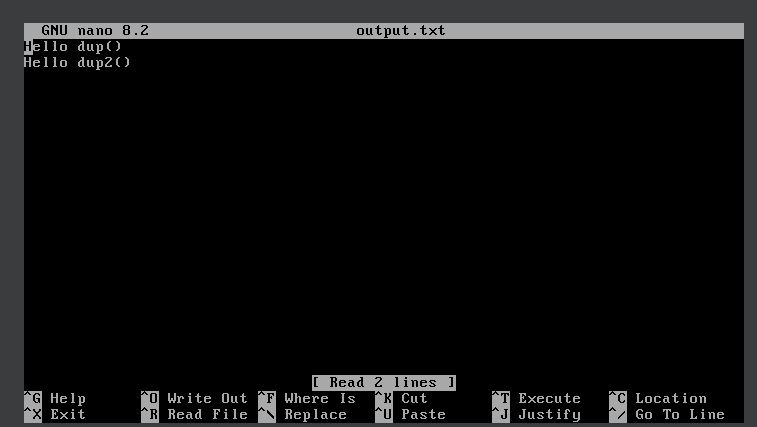 GNU nano 8.2 output.txt
Hello dup()
Hello dup2()
[ Read 2 lines ]
^G Help ^O Write Out ^F Where Is ^K Cut ^T Execute ^C Location
^X Exit ^R Read File ^\ Replace ^U Paste ^J Justify ^/ Go To Line